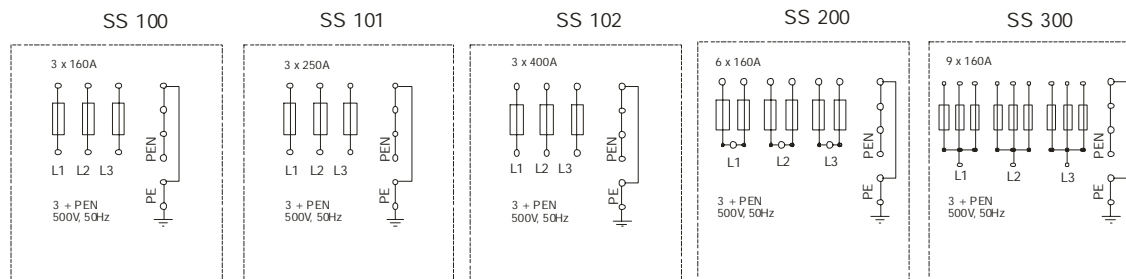 SS 100
3 x 160A
L1 L2 L3
PEN
PE
3 + PEN
500V, 50Hz
SS 101
3 x 250A
L1 L2 L3
PEN
PE
3 + PEN
500V, 50Hz
SS 102
3 x 400A
L1 L2 L3
PEN
PE
3 + PEN
500V, 50Hz
SS 200
6 x 160A
L1 L2 L3
PEN
PE
3 + PEN
500V, 50Hz
SS 300
9 x 160A
L1 L2 L3
PEN
PE
3 + PEN
500V, 50Hz